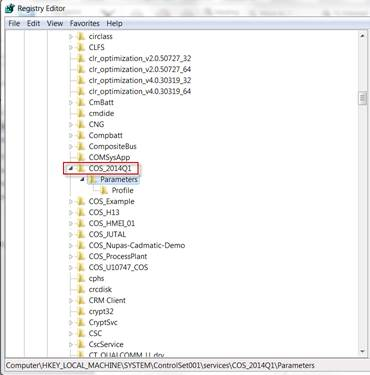 Registry Editor
File Edit View Favorites Help
circlass
CLFS
clr_optimization_v2.0.50727_32
clr_optimization_v2.0.50727_64
clr_optimization_v4.0.30319_32
clr_optimization_v4.0.30319_64
CmBatt
cmdide
CNG
Compbatt
CompositeBus
COMSysApp
COS_2014Q1
Parameters
Profile
COS_Example
COS_H13
COS_HMEI_01
COS_JUTAL
COS_Nupas-Cadmatic-Demo
COS_ProcessPlant
COS_U10747_COS
cphs
crcdisk
CRM Client
crypt32
CryptSvc
CSC
CscService
CT_QUALCOMM_U_drv
Computer\HKEY_LOCAL_MACHINE\SYSTEM\ControlSet001\services\COS_2014Q1\Parameters